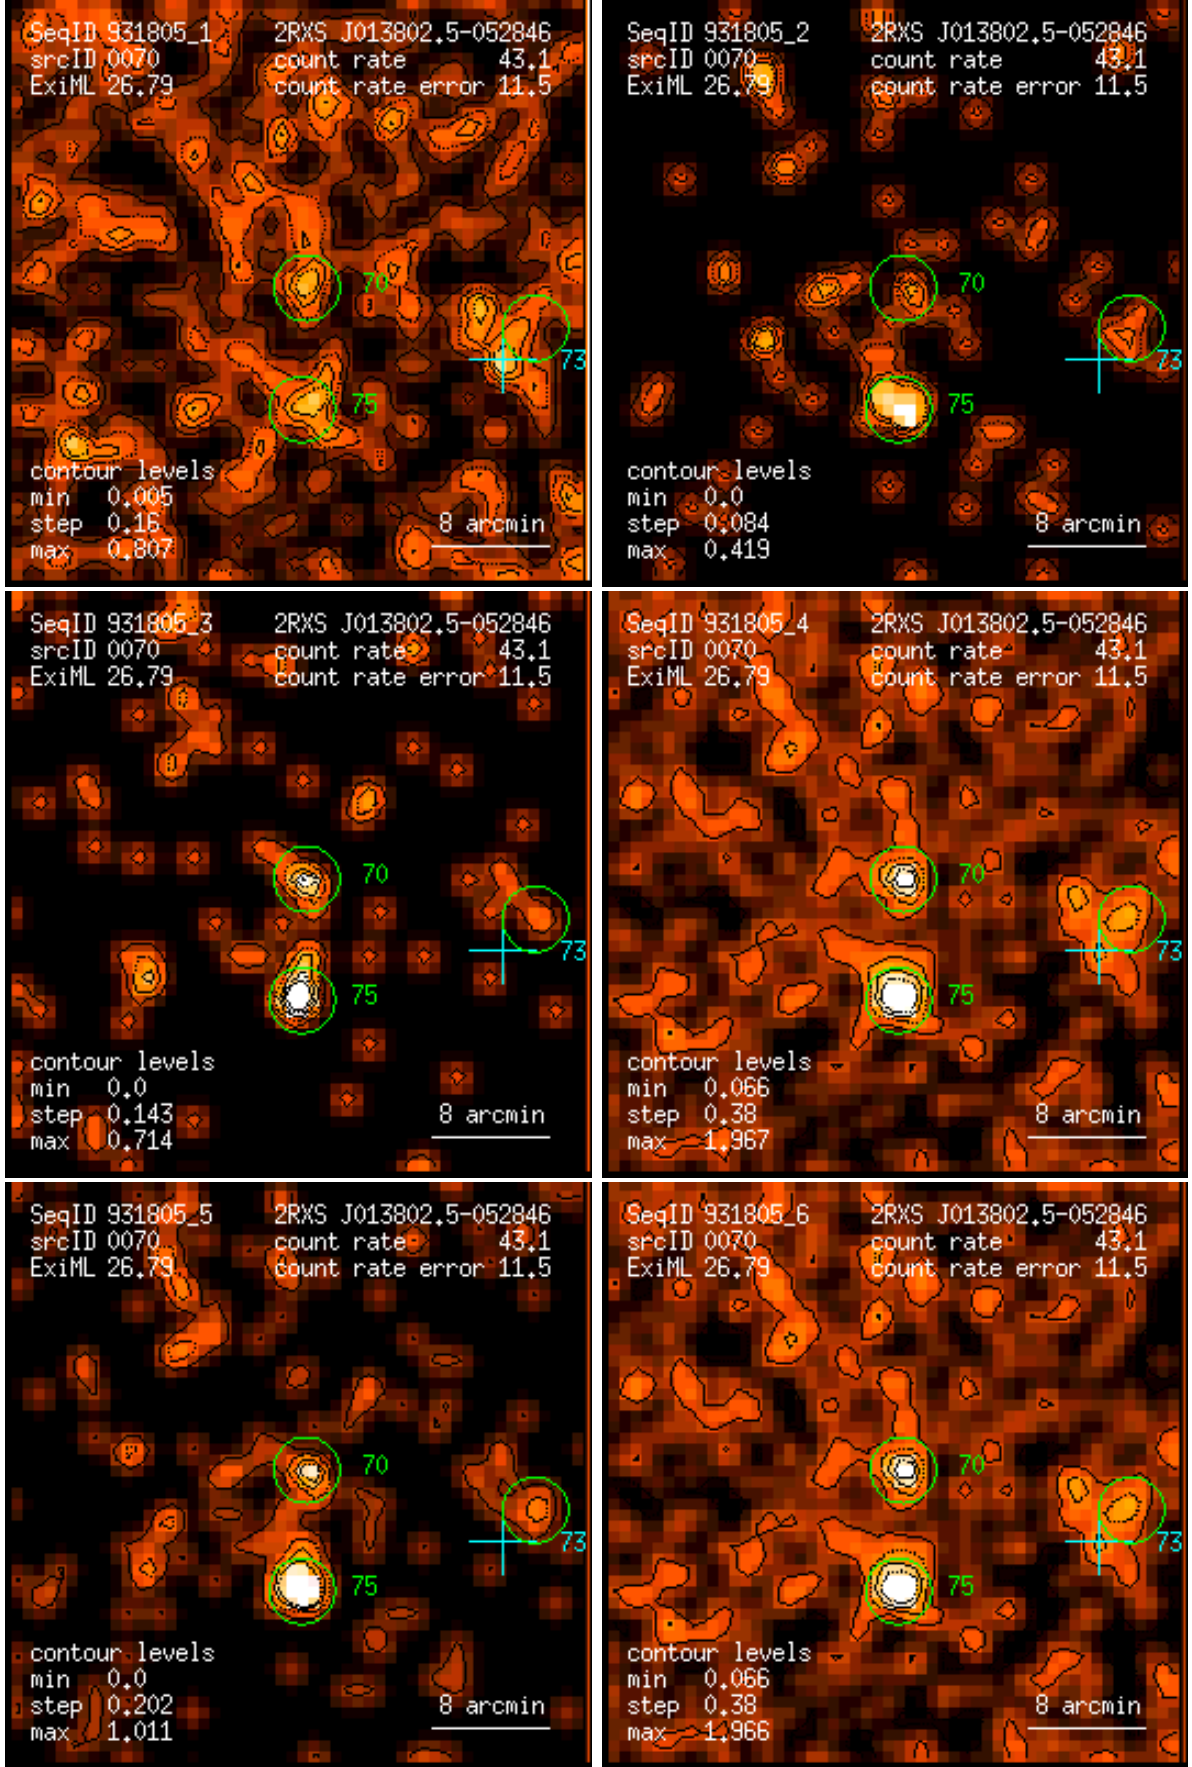 SeqID 931805_1 2RXS J013802.5-052846
srcID 0070 count rate 43.1
ExiML 26.79 count rate error 11.5
70
73
75
contour levels
min 0.005
step 0.16
max 0.807
8 arcmin
SeqID 931805_2 2RXS J013802.5-052846
srcID 0070 count rate 43.1
ExiML 26.79 count rate error 11.5
70
73
75
contour levels
min 0.0
step 0.084
max 0.419
8 arcmin
SeqID 931805_3 2RXS J013802.5-052846
srcID 0070 count rate 43.1
ExiML 26.79 count rate error 11.5
70
73
75
contour levels
min 0.0
step 0.143
max 0.714
8 arcmin
SeqID 931805_4 2RXS J013802.5-052846
srcID 0070 count rate 43.1
ExiML 26.79 count rate error 11.5
70
73
75
contour levels
min 0.066
step 0.38
max 1.967
8 arcmin
SeqID 931805_5 2RXS J013802.5-052846
srcID 0070 count rate 43.1
ExiML 26.79 count rate error 11.5
70
73
75
contour levels
min 0.0
step 0.202
max 1.011
8 arcmin
SeqID 931805_6 2RXS J013802.5-052846
srcID 0070 count rate 43.1
ExiML 26.79 count rate error 11.5
70
73
75
contour levels
min 0.066
step 0.38
max 1.966
8 arcmin